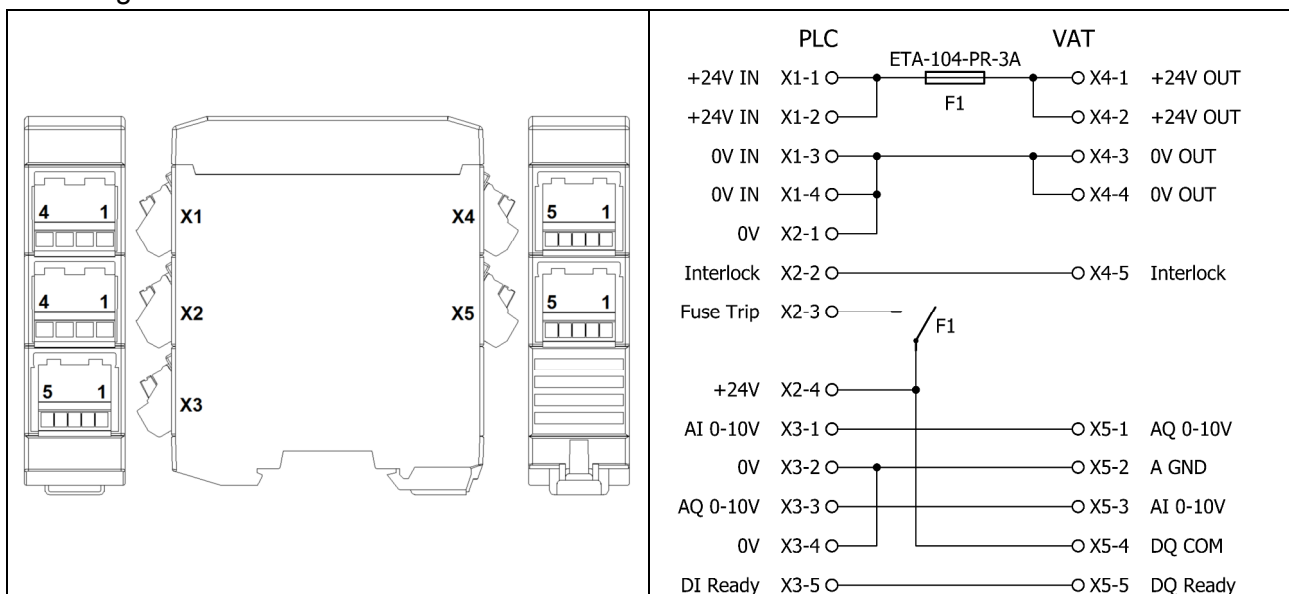 4 1
4 1
5 1
X1
X2
X3
X4
X5
5 1
5 1
PLC VAT
ETA-104-PR-3A
+24V IN X1-1 X4-1 +24V OUT
F1
+24V IN X1-2 X4-2 +24V OUT
0V IN X1-3 X4-3 0V OUT
0V IN X1-4 X4-4 0V OUT
0V X2-1
Interlock X2-2 X4-5 Interlock
Fuse Trip X2-3
F1
+24V X2-4
AI 0-10V X3-1 X5-1 AQ 0-10V
0V X3-2 X5-2 A GND
AQ 0-10V X3-3 X5-3 AI 0-10V
0V X3-4 X5-4 DQ COM
DI Ready X3-5 X5-5 DQ Ready